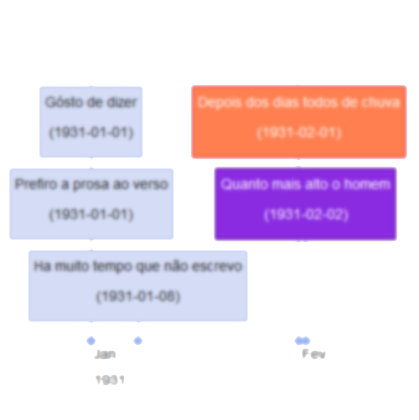 Gósto de dizer
(1931-01-01)
Depois dos dias todos de chuva
(1931-02-01)
Prefiro a prosa ao verso
(1931-01-01)
Quanto mais alto o homem
(1931-02-02)
Ha muito tempo que não escrevo
(1931-01-08)
Jan
Fev
1931